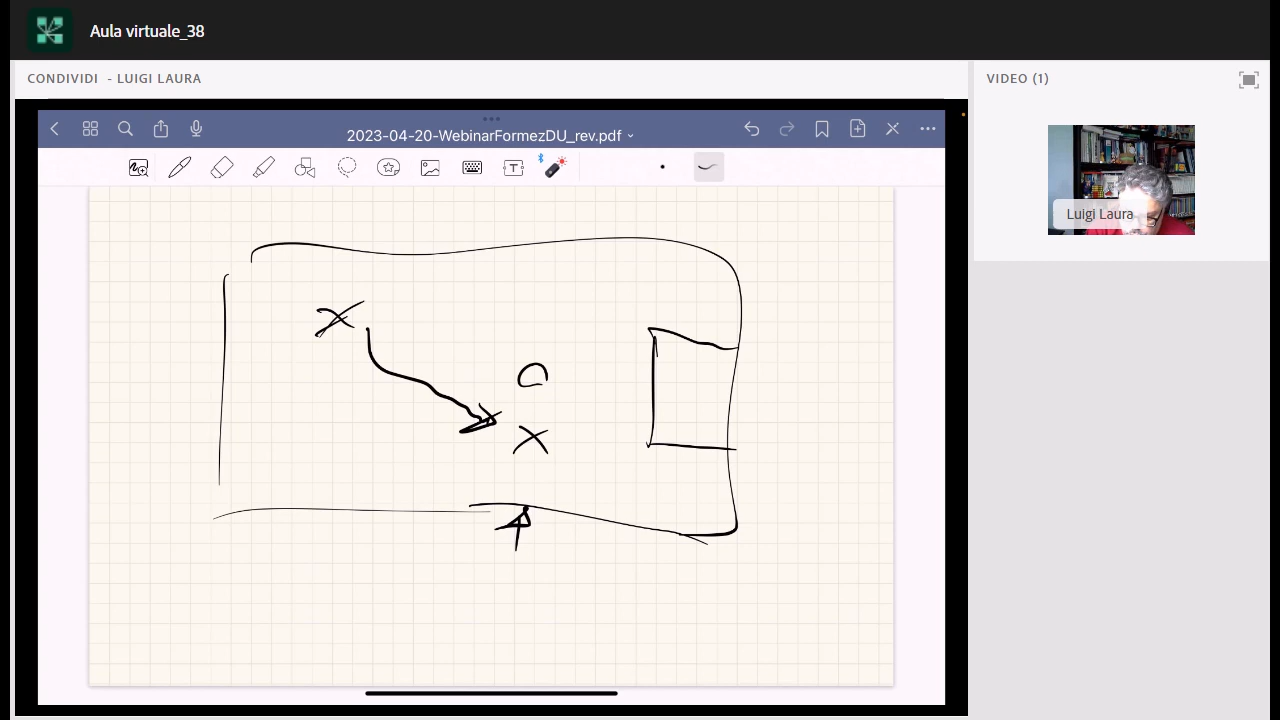 Aula virtuale_38
CONDIVIDI - LUIGI LAURA
VIDEO (1)
2023-04-20-WebinarFormezDU_rev.pdf
T
Luigi Laura
X
X